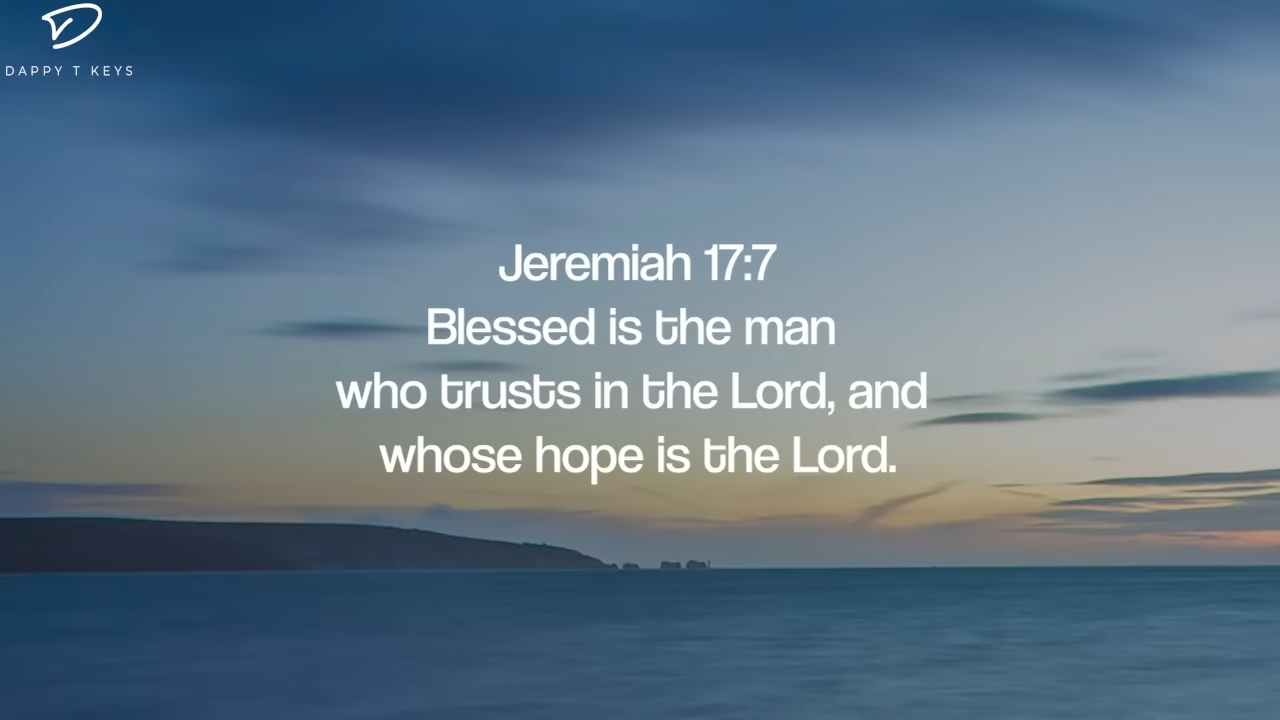 DAPPY T KEYS
Jeremiah 17:7
Blessed is the man
who trusts in the Lord, and
whose hope is the Lord.